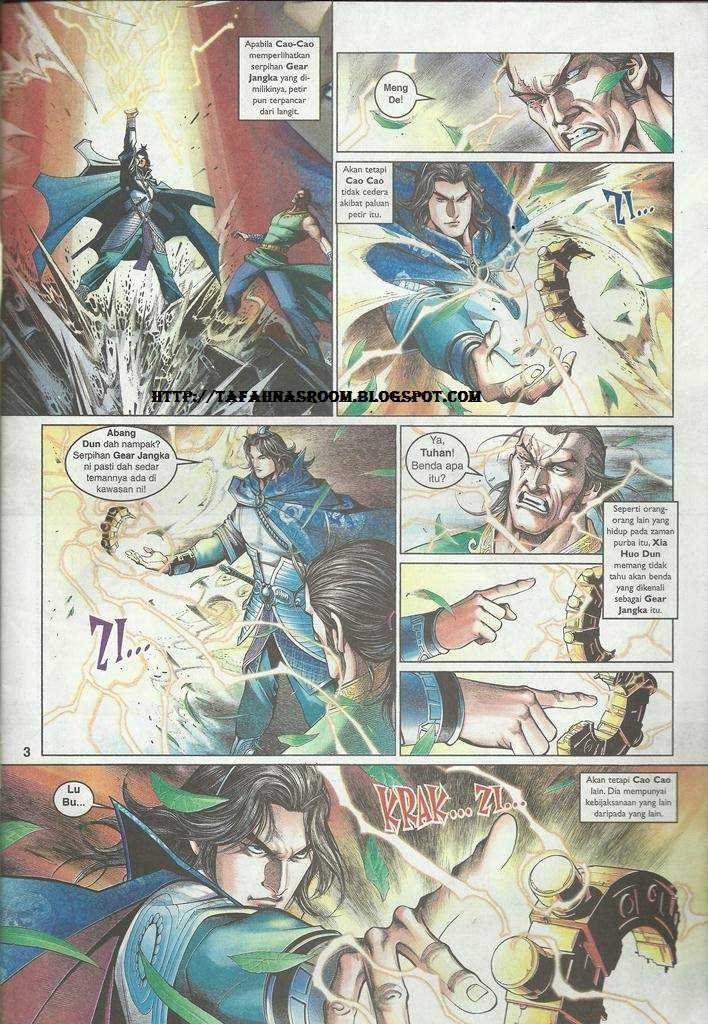 Apabila Cao-Cao
memperlihatkan
serpihan Gear
Jangka yang di-
milikinya, petir
pun terpancar
dari langit.
Meng
De!
Akan tetapi
Cao Cao
tidak cedera
akibat paluan
petir itu.
ZI...
HTTP://TAFAHNASROOM.BLOGSPOT.COM
Abang
Dun dah nampak?
Serpihan Gear Jangka
ni pasti dah sedar
temannya ada di
kawasan ni!
ZI...
Ya,
Tuhan!
Benda apa
itu?
Seperti orang-
orang lain yang
hidup pada zaman
purba itu, Xia
Huo Dun
memang tidak
tahu akan benda
yang dikenali
sebagai Gear
Jangka itu.
3
Lu
Bu...
KRAK... ZI...
Akan tetapi Cao Cao
lain. Dia mempunyai
kebijaksanaan yang lain
daripada yang lain.